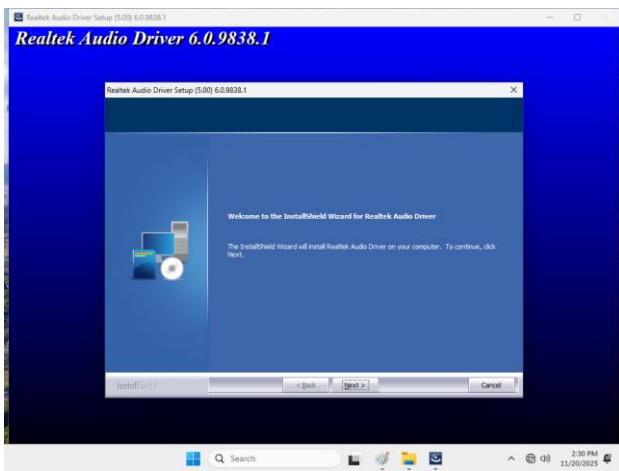 Realtek Audio Driver Setup (5.00) 6.0.9838.1
Realtek Audio Driver 6.0.9838.1
Realtek Audio Driver Setup (5.00) 6.0.9838.1
Welcome to the InstallShield Wizard for Realtek Audio Driver
The InstallShield Wizard will install Realtek Audio Driver on your computer. To continue, click
Next.
InstallShield
< Back
Next >
Cancel
Search
2:30 PM
11/20/2025